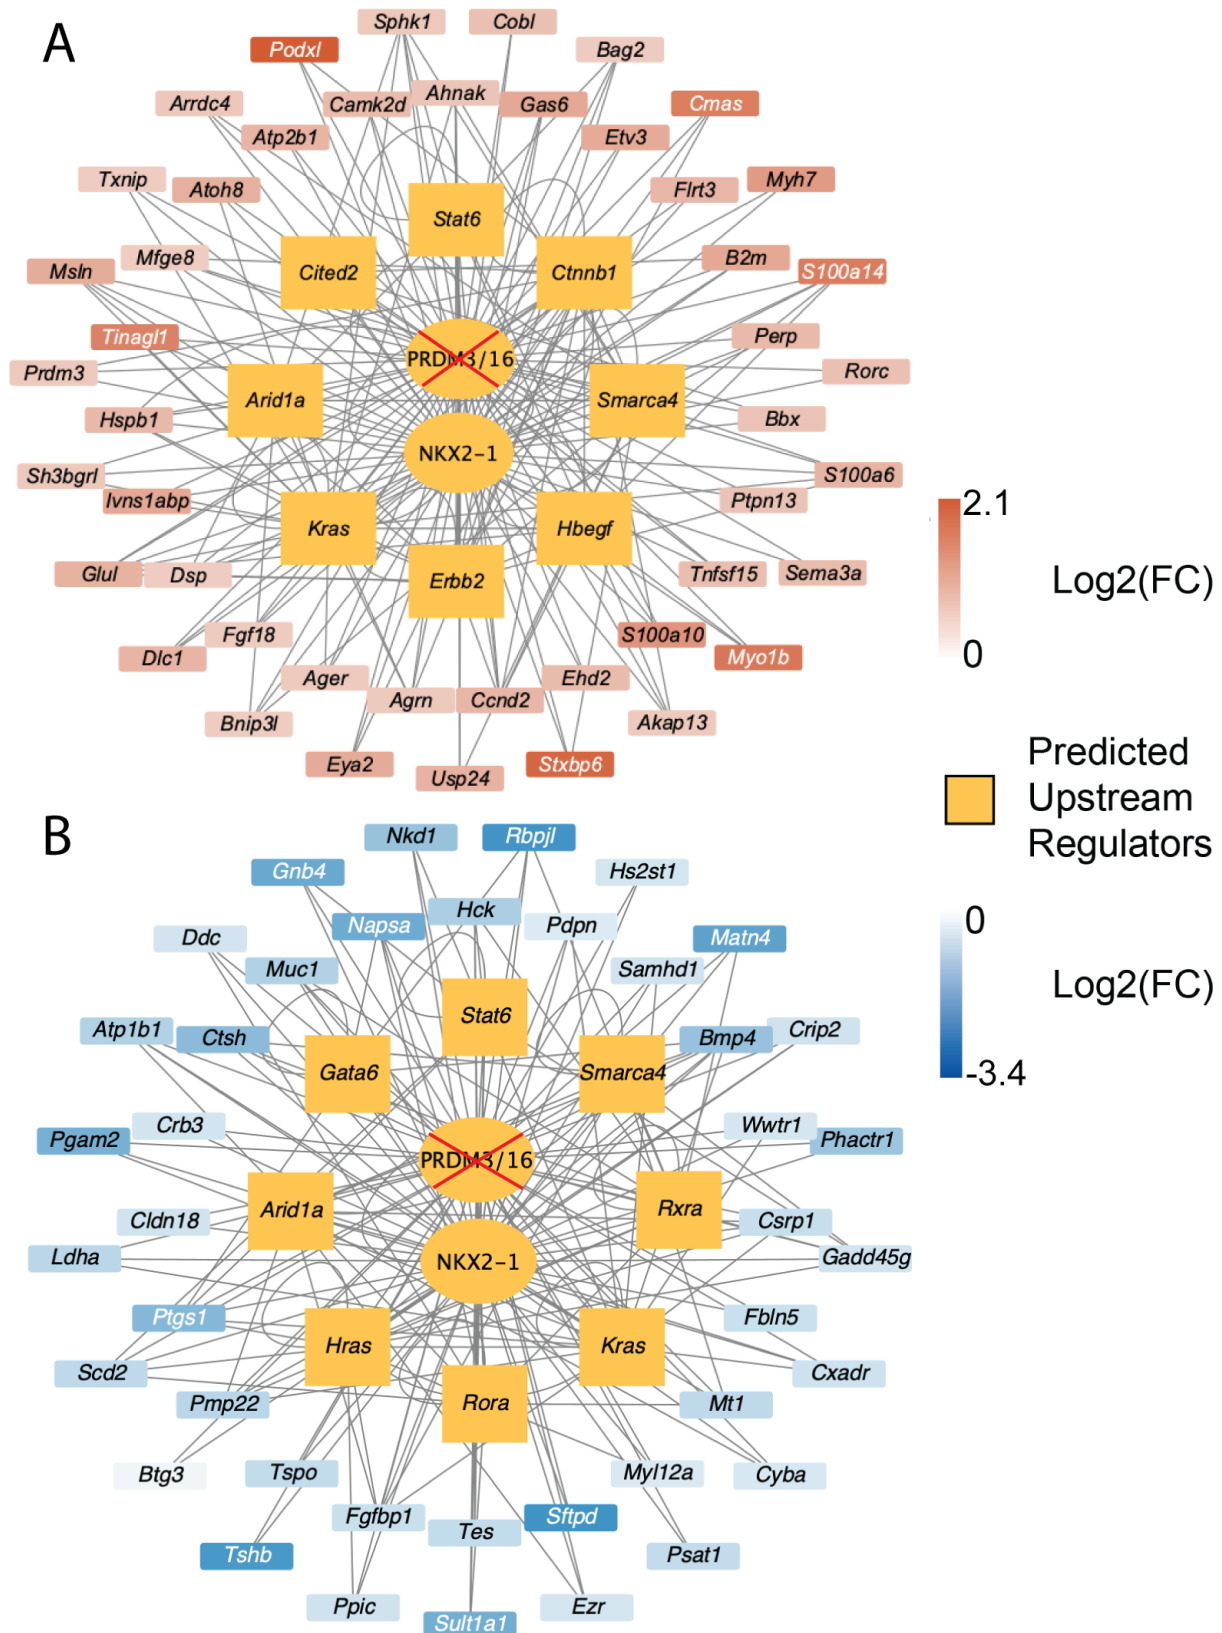 A
Sphk1
Cobl
Podxl
Bag2
Arrdc4
Camk2d
Ahnak
Gas6
Cmas
Atp2b1
Etv3
Txnip
Atoh8
Flrt3
Myh7
Stat6
Msln
Mfge8
Cited2
Ctnnb1
B2m
S100a14
Tinagl1
PRDM3/16
Perp
Prdm3
Arid1a
Smarca4
Rorc
Hspb1
Bbx
NKX2-1
Sh3bgrl
Ivns1abp
S100a6
Ptpn13
Kras
Hbegf
Glul
Dsp
Erbb2
Tnfsf15
Sema3a
Fgf18
S100a10
Dlc1
Myo1b
Ager
Ehd2
Agrn
Ccnd2
Bnip3l
Akap13
Eya2
Usp24
Stxbp6
2.1
Log2(FC)
0
Predicted
Upstream
Regulators
B
Nkd1
Rbpjl
Gnb4
Hs2st1
Napsa
Hck
Pdpn
Ddc
Matn4
Muc1
Samhd1
Stat6
Atp1b1
Ctsh
Bmp4
Crip2
Gata6
Smarca4
Crb3
Wwtr1
Pgam2
Phactr1
PRDM3/16
Arid1a
Rxra
Cldn18
Csrp1
Ldha
NKX2-1
Gadd45g
Ptgs1
Fbln5
Hras
Kras
Scd2
Cxadr
Pmp22
Rora
Mt1
Btg3
Tspo
Myl12a
Cyba
Fgfbp1
Tes
Sftpd
Tshb
Psat1
Ppic
Sult1a1
Ezr
0
Log2(FC)
-3.4